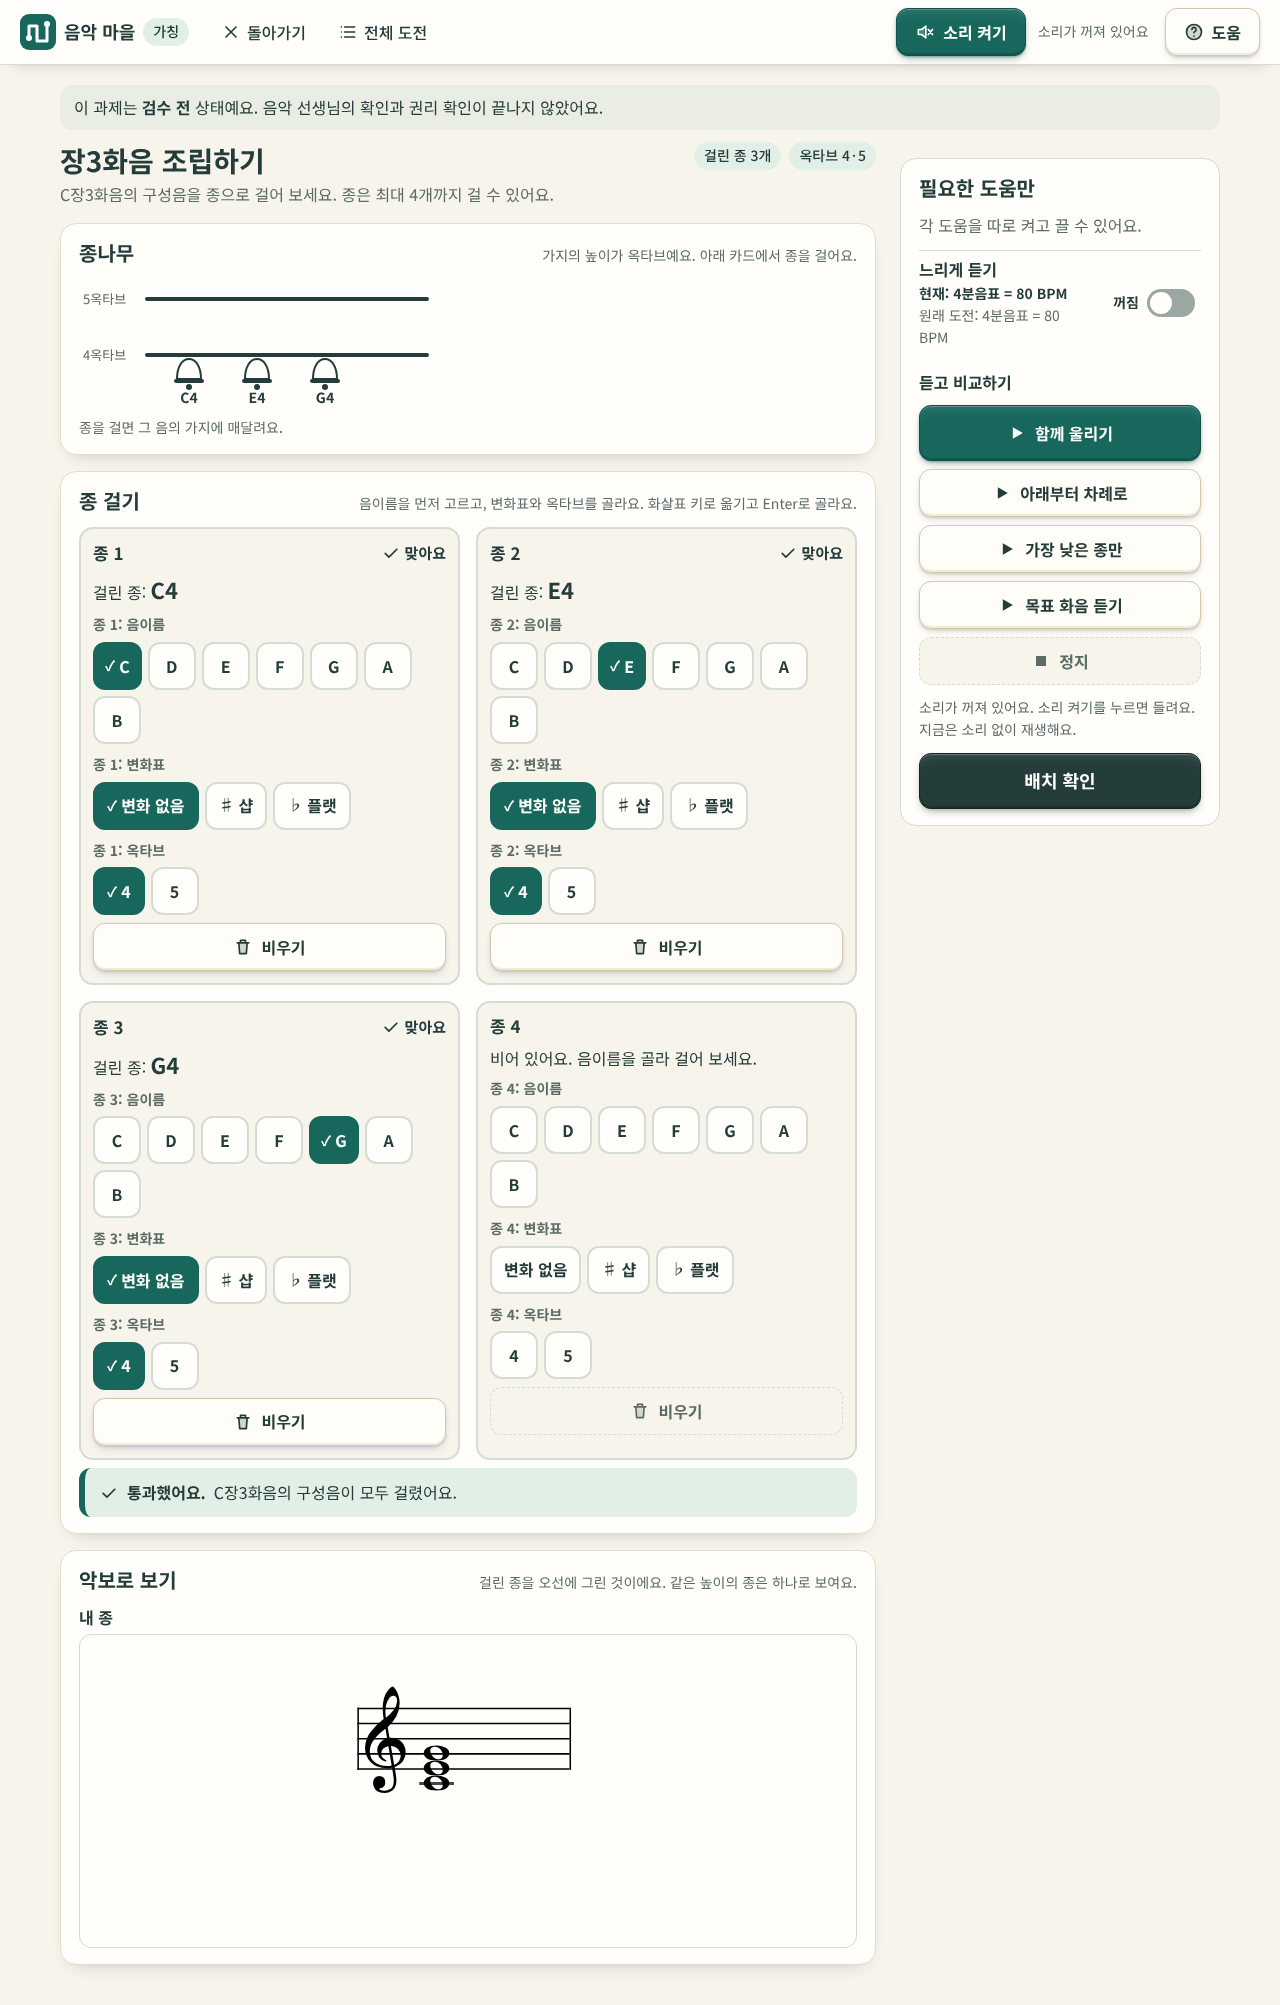 음악 마을 가칭 돌아가기 전체 도전 소리 켜기 소리가 꺼져 있어요 도움
이 과제는 검수 전 상태예요. 음악 선생님의 확인과 권리 확인이 끝나지 않았어요.
장3화음 조립하기
걸린 종 3개 옥타브 4·5
C장3화음의 구성음을 종으로 걸어 보세요. 종은 최대 4개까지 걸 수 있어요.
종나무
가지의 높이가 옥타브예요. 아래 카드에서 종을 걸어요.
5옥타브
4옥타브
C4 E4 G4
종을 걸면 그 음의 가지에 매달려요.
종 걸기
음이름을 먼저 고르고, 변화표와 옥타브를 골라요. 화살표 키로 옮기고 Enter로 골라요.
종 1 맞아요
걸린 종: C4
종 1: 음이름
✓ C D E F G A
B
종 1: 변화표
✓ 변화 없음 ♯ 샵 ♭ 플랫
종 1: 옥타브
✓ 4 5
비우기
종 2 맞아요
걸린 종: E4
종 2: 음이름
C D ✓ E F G A
B
종 2: 변화표
✓ 변화 없음 ♯ 샵 ♭ 플랫
종 2: 옥타브
✓ 4 5
비우기
종 3 맞아요
걸린 종: G4
종 3: 음이름
C D E F ✓ G A
B
종 3: 변화표
✓ 변화 없음 ♯ 샵 ♭ 플랫
종 3: 옥타브
✓ 4 5
비우기
종 4
비어 있어요. 음이름을 골라 걸어 보세요.
종 4: 음이름
C D E F G A
B
종 4: 변화표
변화 없음 ♯ 샵 ♭ 플랫
종 4: 옥타브
4 5
비우기
통과했어요. C장3화음의 구성음이 모두 걸렸어요.
악보로 보기
걸린 종을 오선에 그린 것이에요. 같은 높이의 종은 하나로 보여요.
내 종
필요한 도움만
각 도움을 따로 켜고 끌 수 있어요.
느리게 듣기
현재: 4분음표 = 80 BPM
원래 도전: 4분음표 = 80
BPM
꺼짐
듣고 비교하기
함께 울리기
아래부터 차례로
가장 낮은 종만
목표 화음 듣기
정지
소리가 꺼져 있어요. 소리 켜기를 누르면 들려요.
지금은 소리 없이 재생해요.
배치 확인